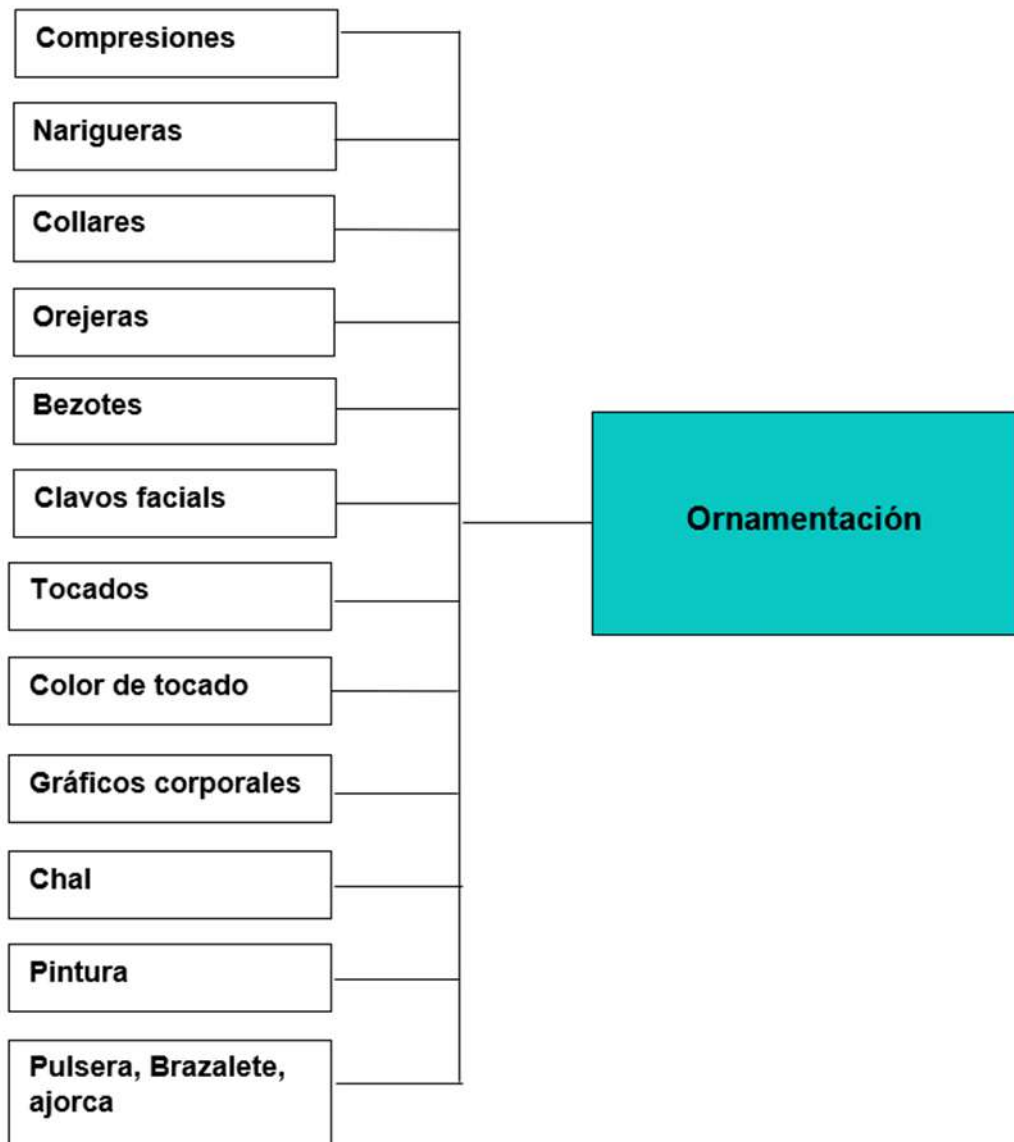 Compresiones
Narigueras
Collares
Orejeras
Bezotes
Clavos facials
Tocados
Color de tocado
Gráficos corporales
Chal
Pintura
Pulsera, Brazalete,
ajorca
Ornamentación